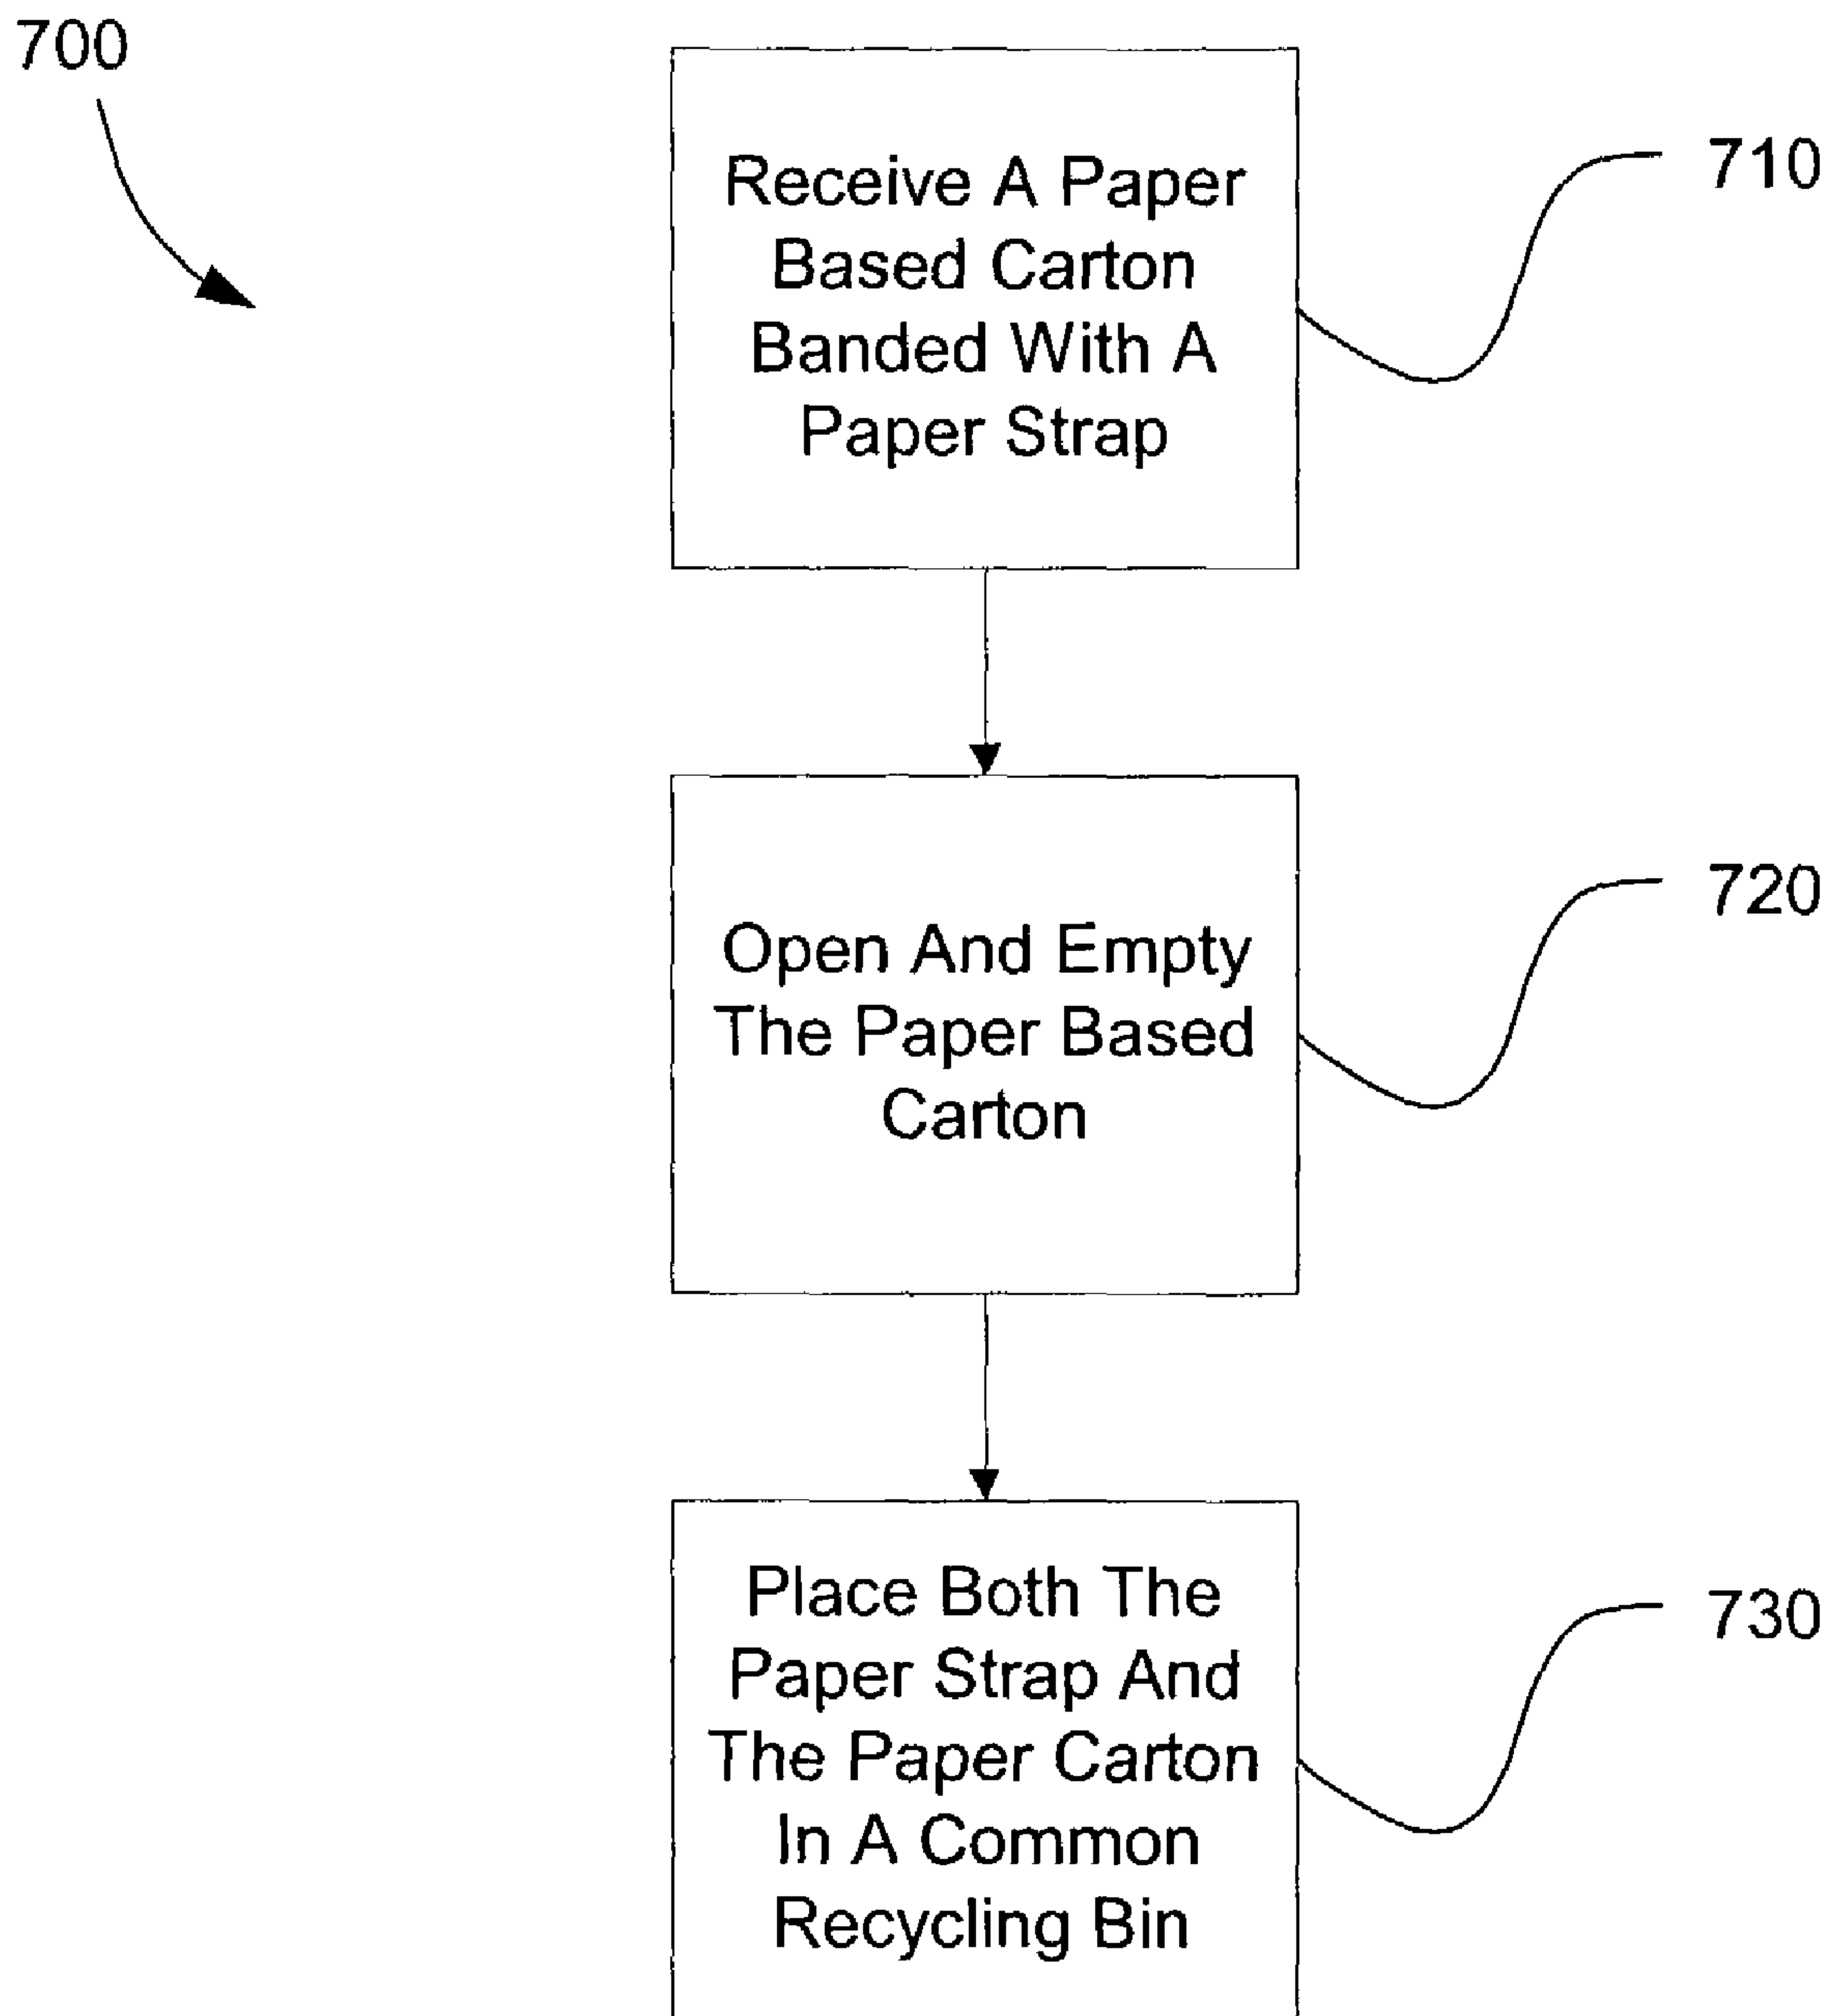 700
Receive A Paper
Based Carton
Banded With A
Paper Strap
710
Open And Empty
The Paper Based
Carton
720
Place Both The
Paper Strap And
The Paper Carton
In A Common
Recycling Bin
730